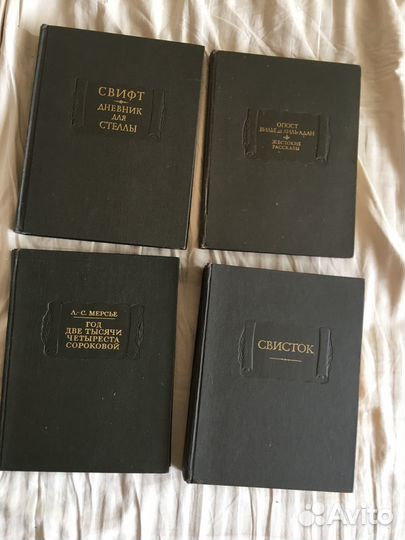 СВИФТ
ДНЕВНИК
ДЛЯ
СТЕЛЛЫ
ОГЮСТ
ВИЛЬЕ ДЕ ЛИЛЬ-АДАН
ЖЕСТОКИЕ
РАССКАЗЫ
Л.-С. МЕРСЬЕ
ГОД
ДВЕ ТЫСЯЧИ
ЧЕТЫРЕСТА
СОРОКОВОЙ
СВИСТОК
Avito